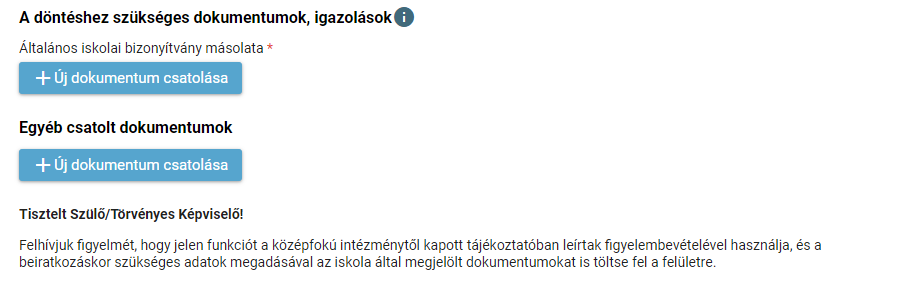 A döntéshez szükséges dokumentumok, igazolások i
Általános iskolai bizonyítvány másolata *
+ Új dokumentum csatolása
Egyéb csatolt dokumentumok
+ Új dokumentum csatolása
Tisztelt Szülő/Törvényes Képviselő!
Felhívjuk figyelmét, hogy jelen funkciót a középfokú intézménytől kapott tájékoztatóban leírtak figyelembevételével használja, és a
beiratkozáskor szükséges adatok megadásával az iskola által megjelölt dokumentumokat is töltse fel a felületre.